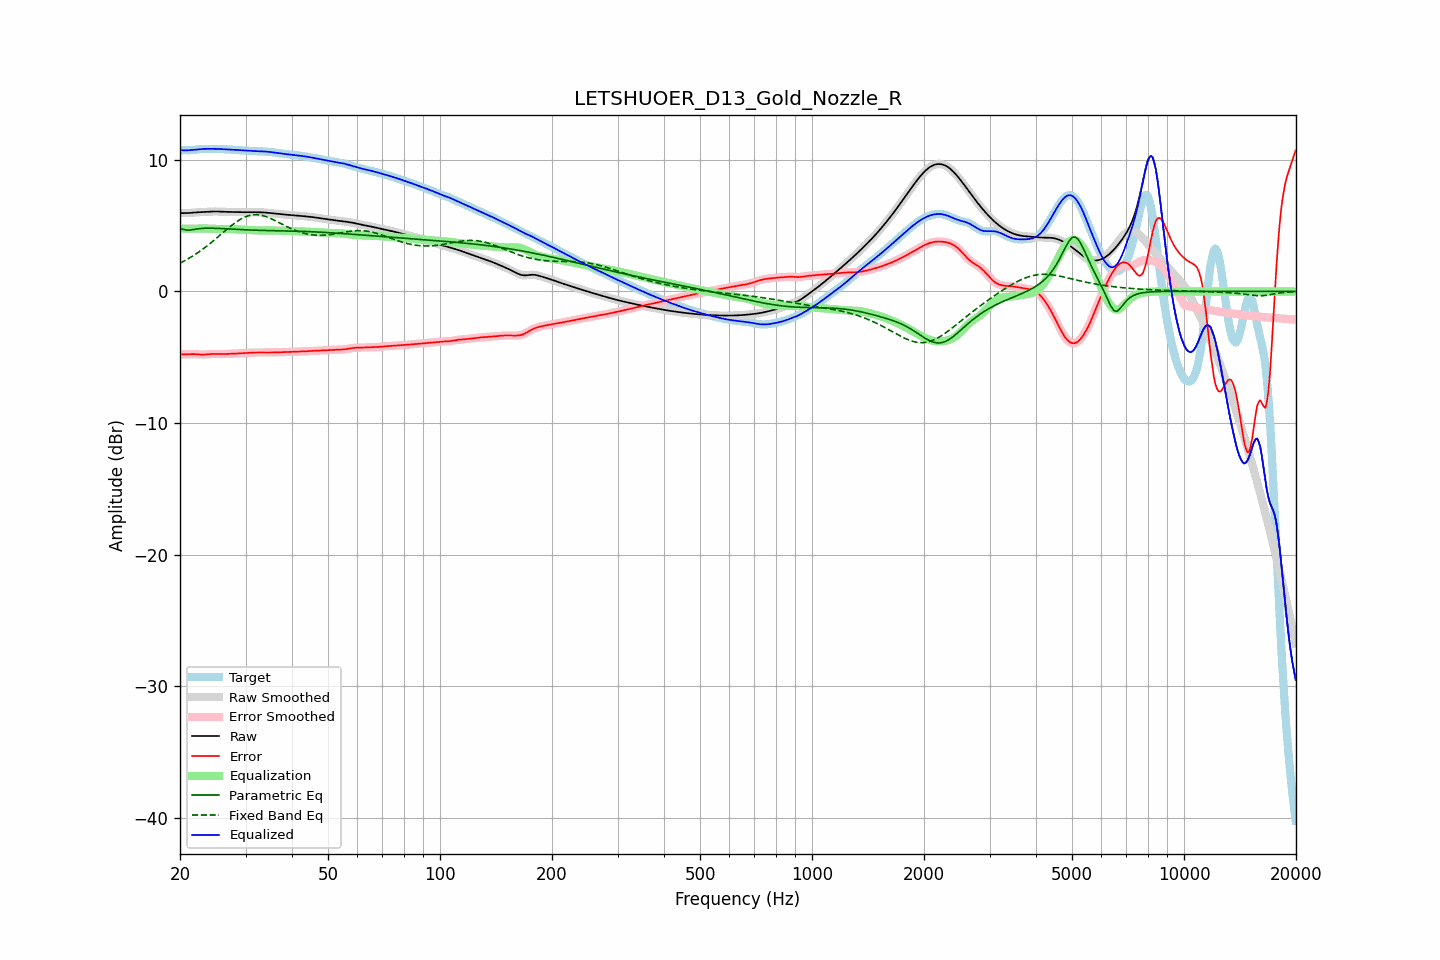 LETSHUOER_D13_Gold_Nozzle_R
10
0
−10
−20
−30
−40
Amplitude (dBr)
Target
Raw Smoothed
Error Smoothed
Raw
Error
Equalization
Parametric Eq
Fixed Band Eq
Equalized
20 50 100 200 500 1000 2000 5000 10000 20000
Frequency (Hz)